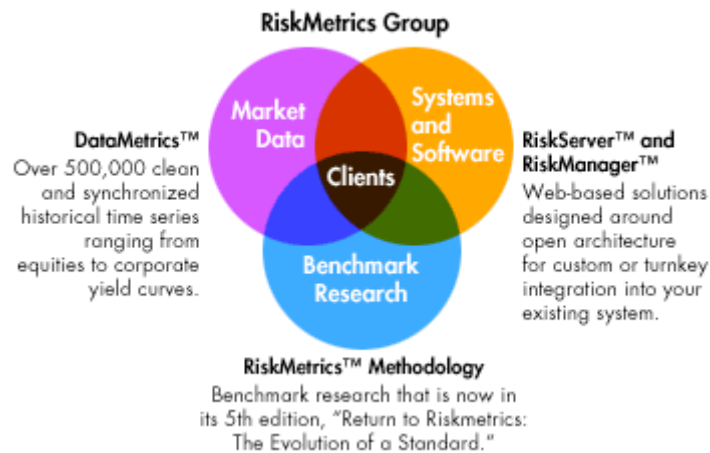 RiskMetrics Group
Market
Data
Systems
and
Software
Clients
Benchmark
Research
DataMetrics™
Over 500,000 clean
and synchronized
historical time series
ranging from
equities to corporate
yield curves.
RiskServer™ and
RiskManager™
Web-based solutions
designed around
open architecture
for custom or turnkey
integration into your
existing system.
RiskMetrics™ Methodology
Benchmark research that is now in
its 5th edition, “Return to Riskmetrics:
The Evolution of a Standard.”